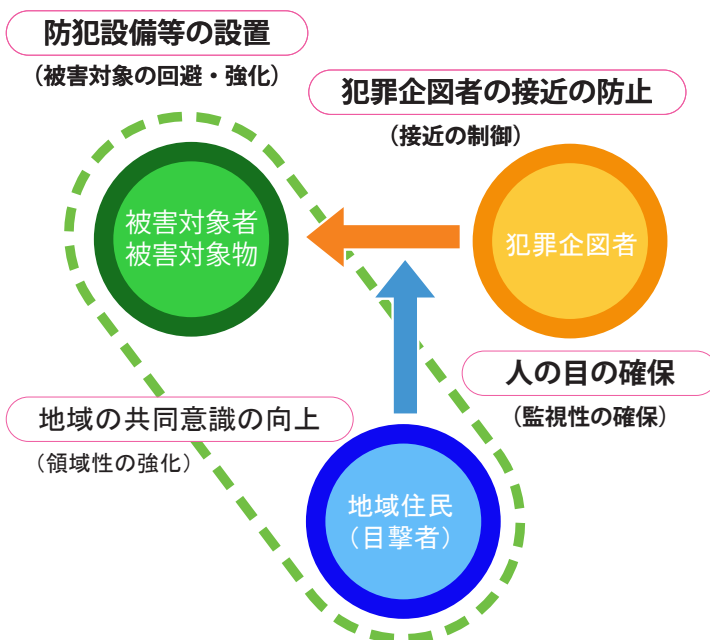 防犯設備等の設置
（被害対象の回避・強化）
犯罪企図者の接近の防止
（接近の制御）
被害対象者
被害対象物
犯罪企図者
人の目の確保
（監視性の確保）
地域の共同意識の向上
（領域性の強化）
地域住民
（目撃者）